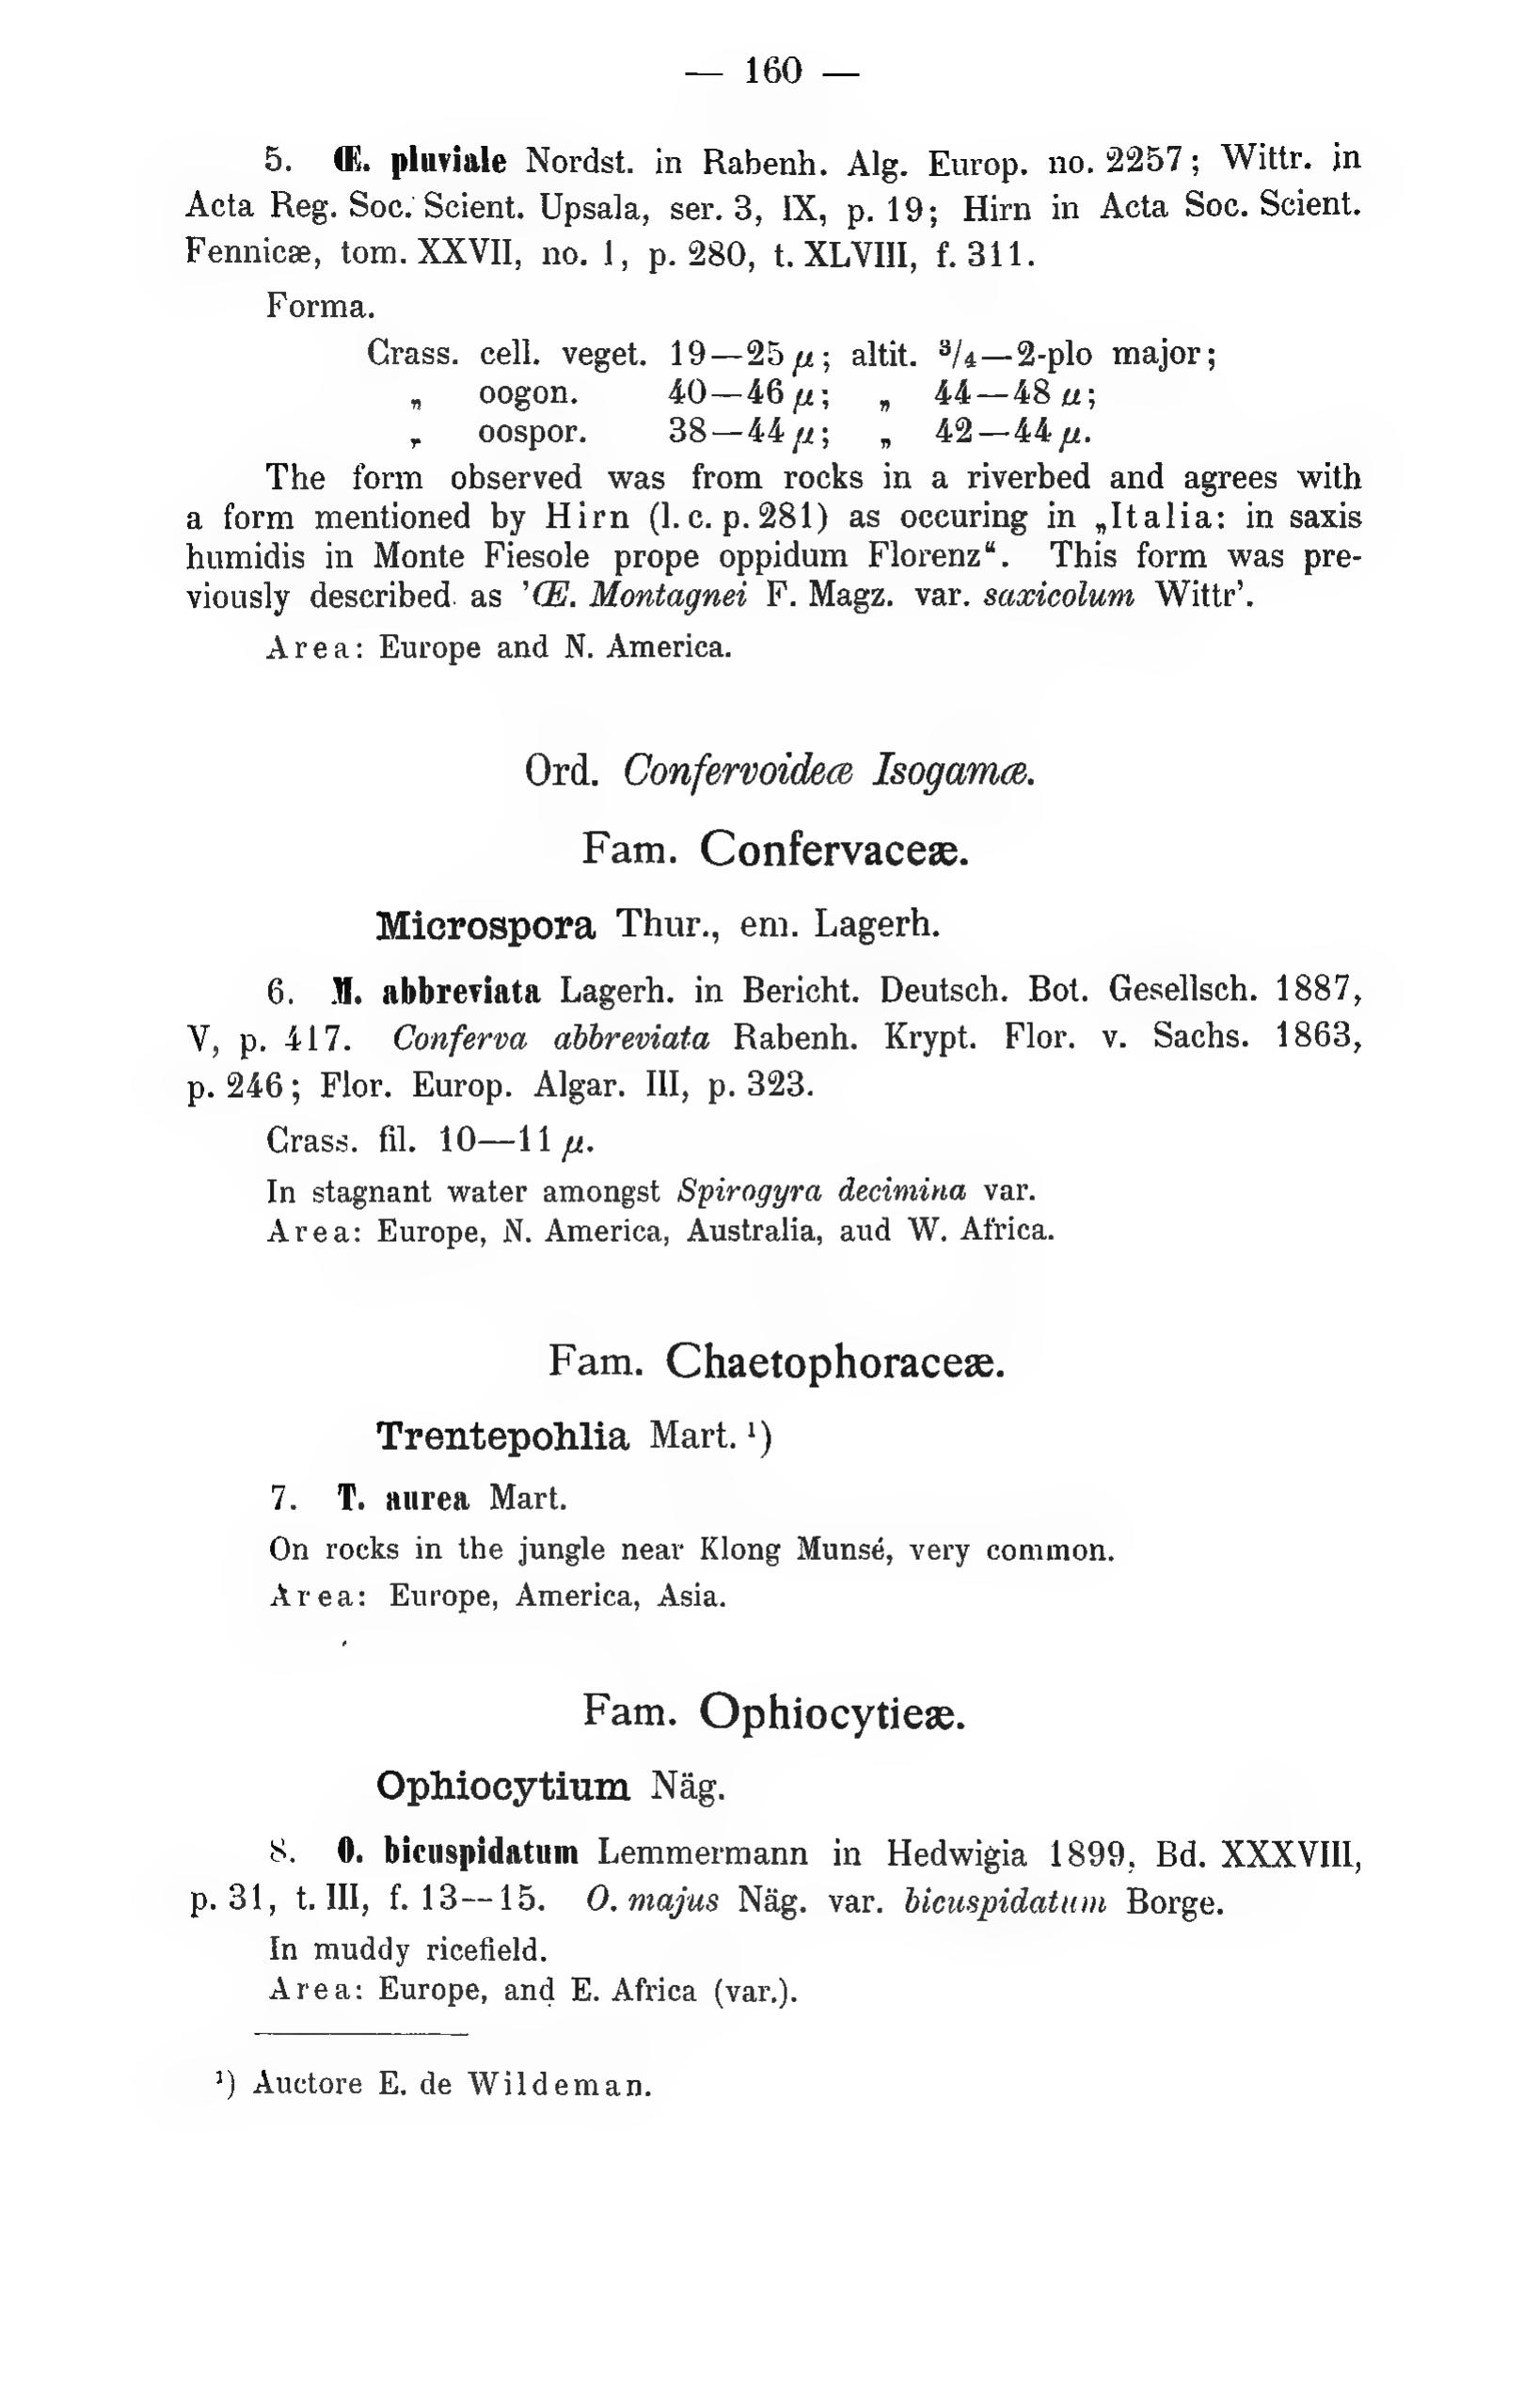 — 160 —
5. Œ. pluviale Nordst. in Rabenh. Alg. Europ. no. 2257; Wittr. in
Acta Reg. Soc. Scient. Upsala, ser. 3, IX, p. 19; Hirn in Acta Soc. Scient.
Fennicæ, tom. XXVII, no. 1, p. 280, t. XLVIII, f. 311.
Forma.
Crass. cell. veget. 19—25 μ; altit. ³/₄—2-plo major;
„ oogon. 40—46 μ; „ 44—48 μ;
„ oospor. 38—44 μ; „ 42—44 μ.
The form observed was from rocks in a riverbed and agrees with
a form mentioned by Hirn (l. c. p. 281) as occuring in „Italia: in saxis
humidis in Monte Fiesole prope oppidum Florenz“. This form was pre-
viously described as ’Œ. Montagnei F. Magz. var. saxicolum Wittr’.
Area: Europe and N. America.
Ord. Confervoideæ Isogamæ.
Fam. Confervaceæ.
Microspora Thur., em. Lagerh.
6. M. abbreviata Lagerh. in Bericht. Deutsch. Bot. Gesellsch. 1887,
V, p. 417. Conferva abbreviata Rabenh. Krypt. Flor. v. Sachs. 1863,
p. 246; Flor. Europ. Algar. III, p. 323.
Crass. fil. 10—11 μ.
In stagnant water amongst Spirogyra decimina var.
Area: Europe, N. America, Australia, aud W. Africa.
Fam. Chaetophoraceæ.
Trentepohlia Mart. ¹)
7. T. aurea Mart.
On rocks in the jungle near Klong Munsé, very common.
Area: Europe, America, Asia.
Fam. Ophiocytieæ.
Ophiocytium Näg.
8. O. bicuspidatum Lemmermann in Hedwigia 1899, Bd. XXXVIII,
p. 31, t. III, f. 13—15. O. majus Näg. var. bicuspidatum Borge.
In muddy ricefield.
Area: Europe, and E. Africa (var.).
¹) Auctore E. de Wildeman.